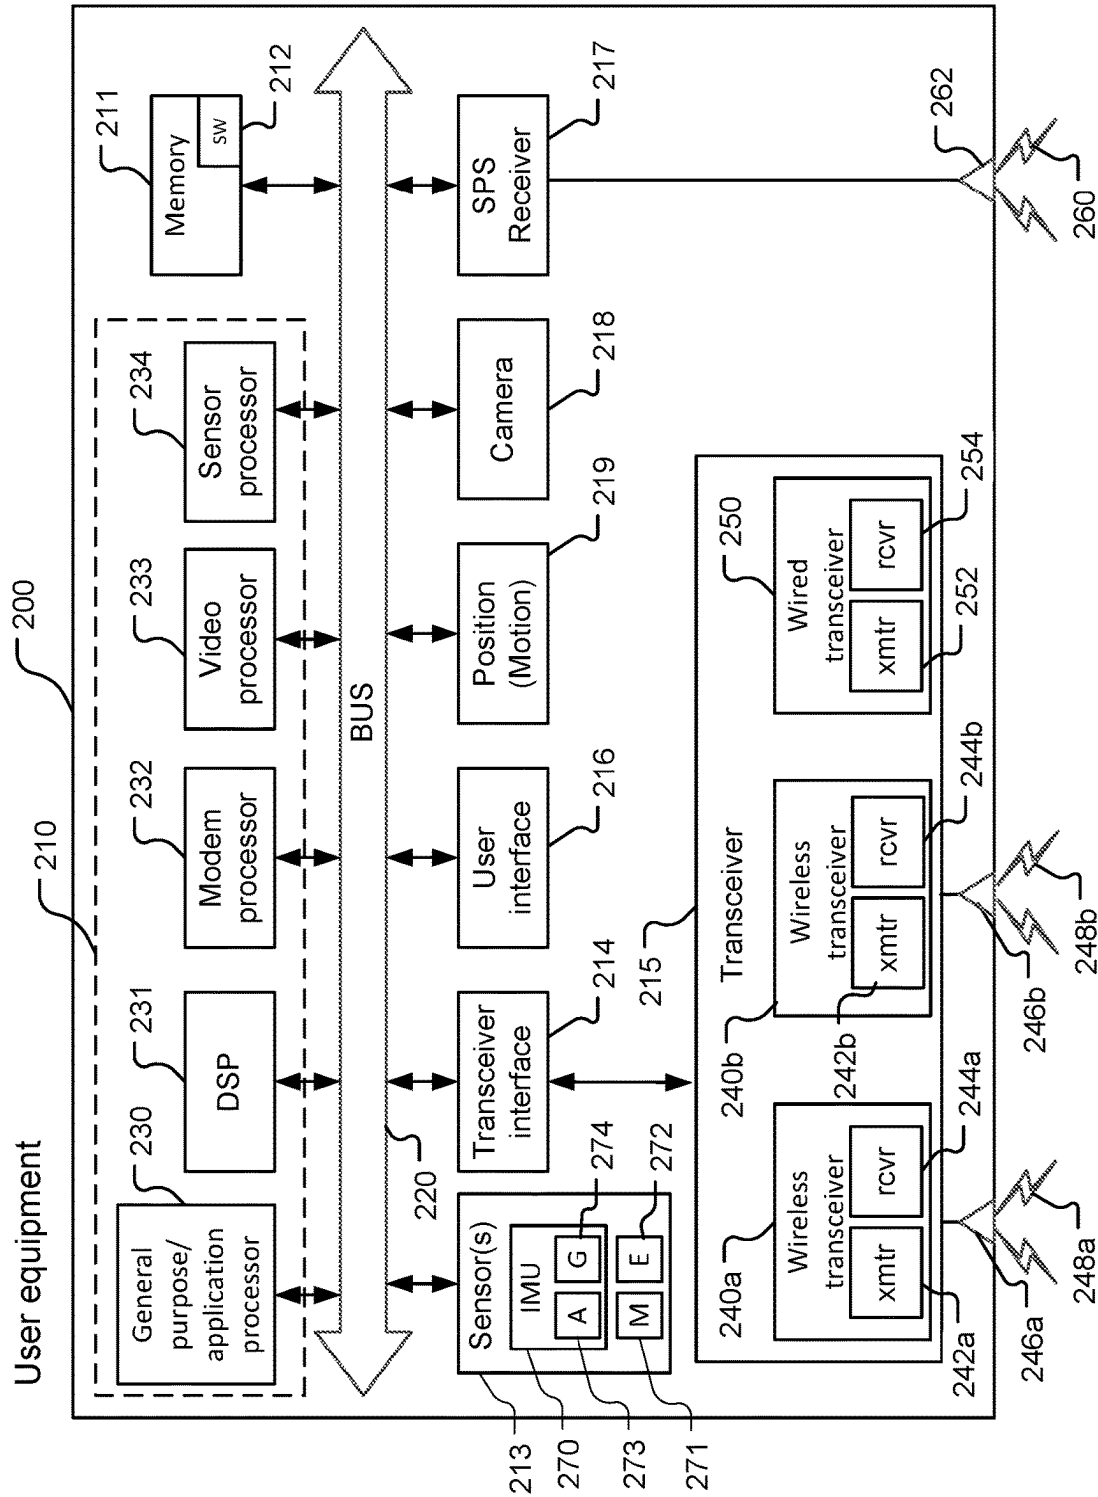 User equipment
200
210
230
231
232
233
234
211
212
General
purpose/
application
processor
DSP
Modem
processor
Video
processor
Sensor
processor
Memory
SW
BUS
220
Sensor(s)
IMU
A
G
M
E
213
270
273
271
274
272
Transceiver
interface
214
User
interface
216
Position
(Motion)
219
Camera
218
SPS
Receiver
217
215
Transceiver
240a
Wireless
transceiver
xmtr
rcvr
242a
244a
240b
Wireless
transceiver
xmtr
rcvr
242b
244b
250
Wired
transceiver
xmtr
rcvr
252
254
246a
248a
246b
248b
262
260